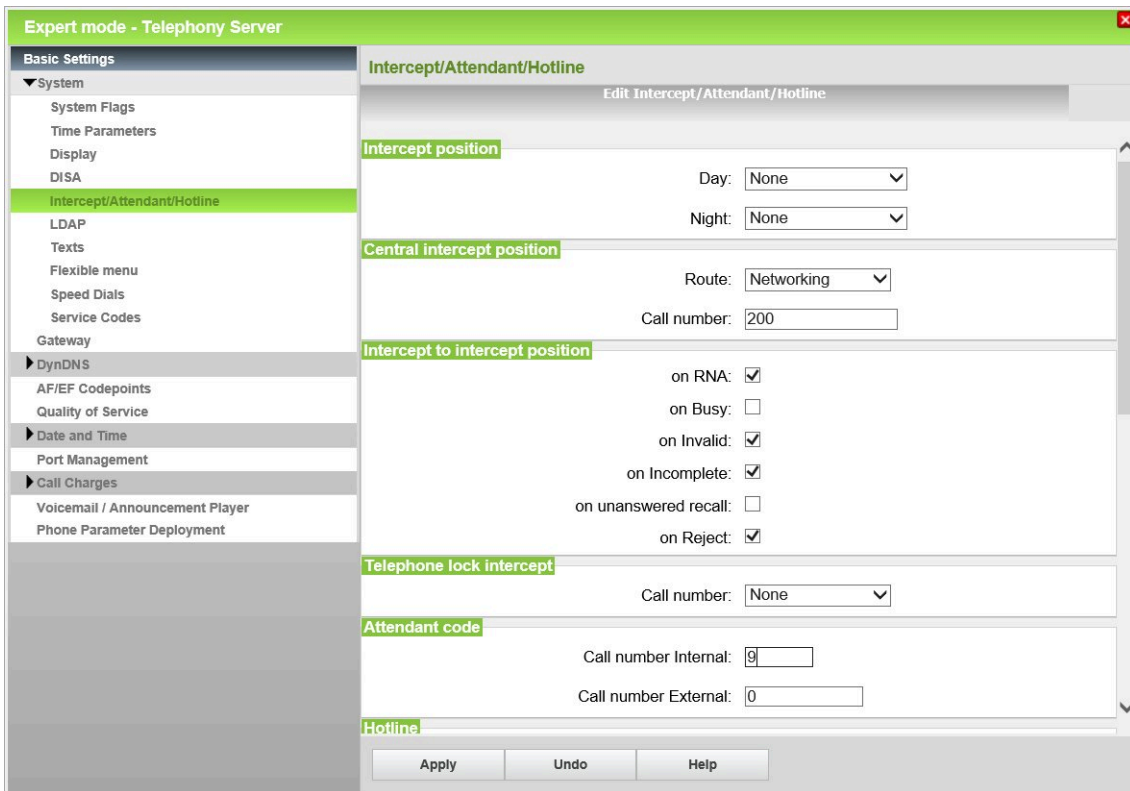 Expert mode - Telephony Server
Basic Settings
System
System Flags
Time Parameters
Display
DISA
Intercept/Attendant/Hotline
LDAP
Texts
Flexible menu
Speed Dials
Service Codes
Gateway
DynDNS
AF/EF Codepoints
Quality of Service
Date and Time
Port Management
Call Charges
Voicemail / Announcement Player
Phone Parameter Deployment
Intercept/Attendant/Hotline
Edit Intercept/Attendant/Hotline
Intercept position
Day: None
Night: None
Central intercept position
Route: Networking
Call number: 200
Intercept to intercept position
on RNA:
on Busy:
on Invalid:
on Incomplete:
on unanswered recall:
on Reject:
Telephone lock intercept
Call number: None
Attendant code
Call number Internal: 9
Call number External: 0
Hotline
Apply Undo Help